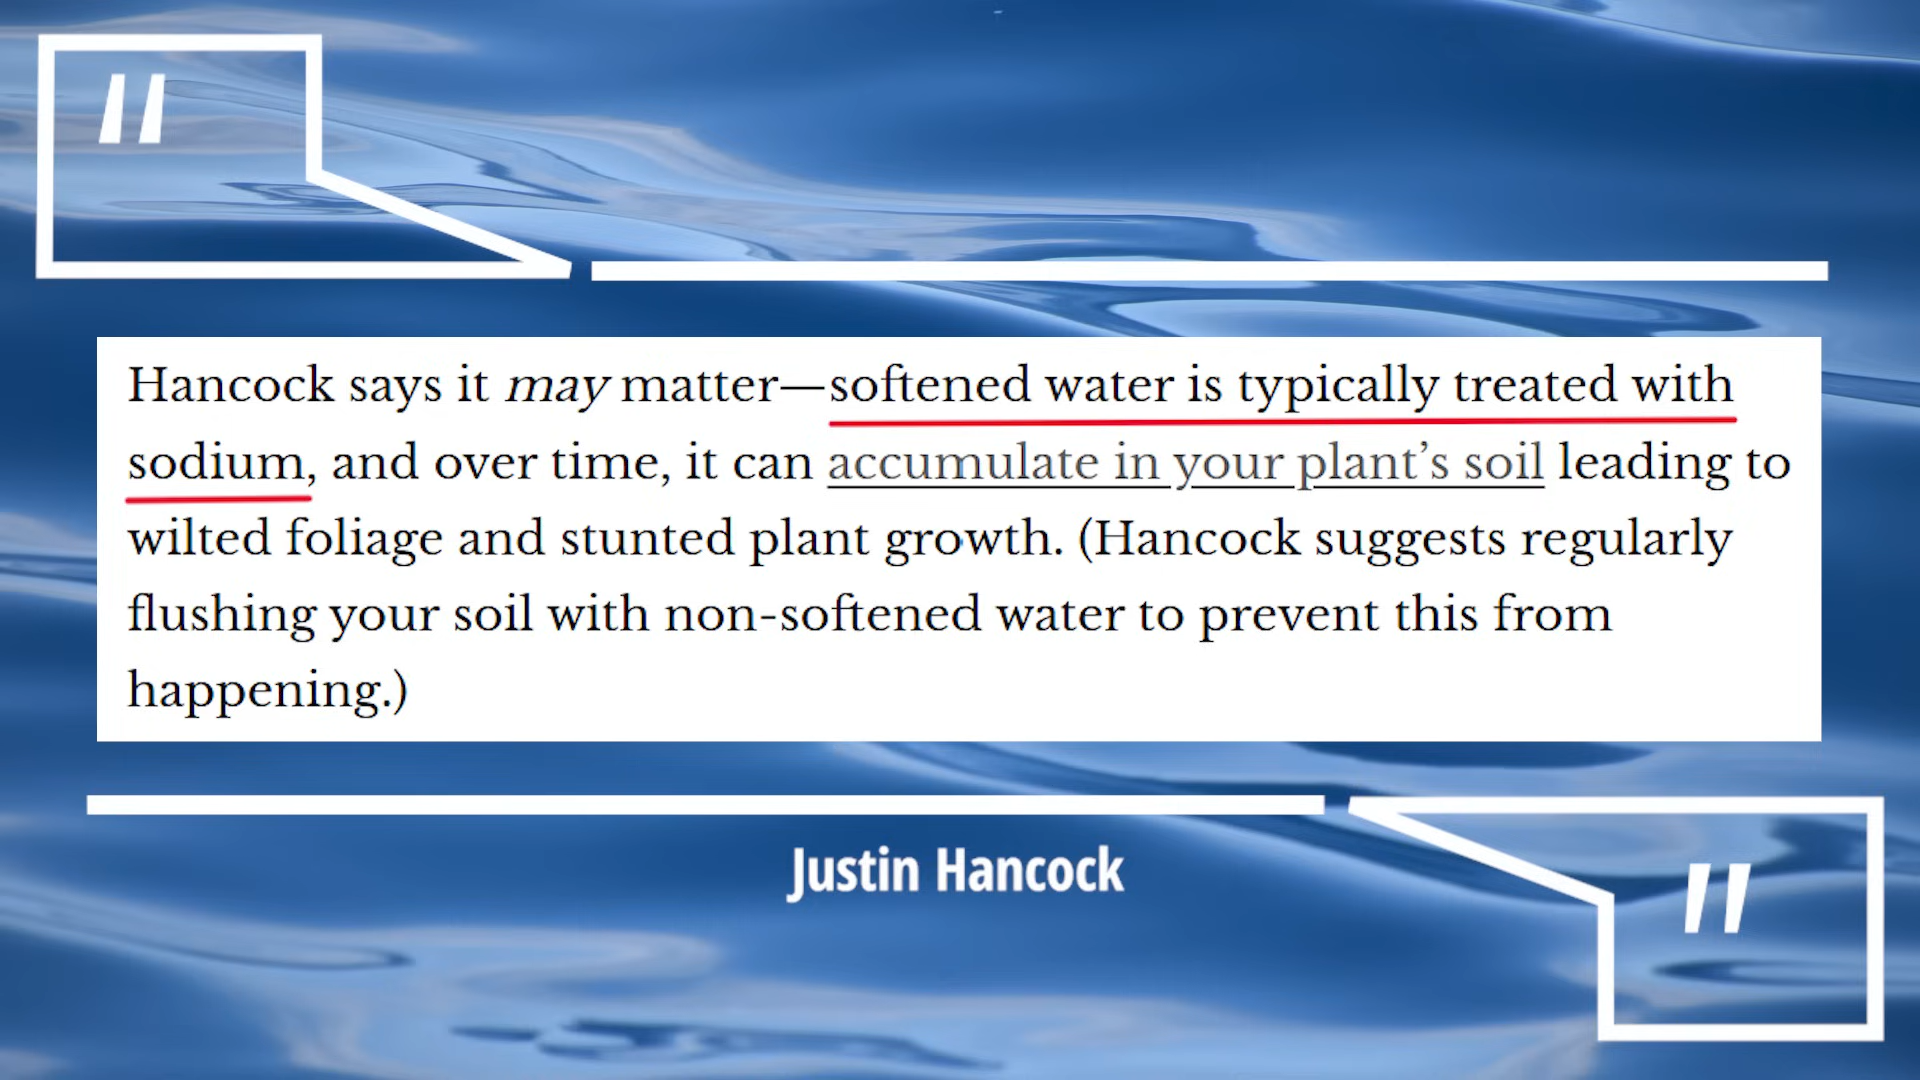 "
Hancock says it may matter—softened water is typically treated with
sodium, and over time, it can accumulate in your plant’s soil leading to
wilted foliage and stunted plant growth. (Hancock suggests regularly
flushing your soil with non-softened water to prevent this from
happening.)
Justin Hancock
"